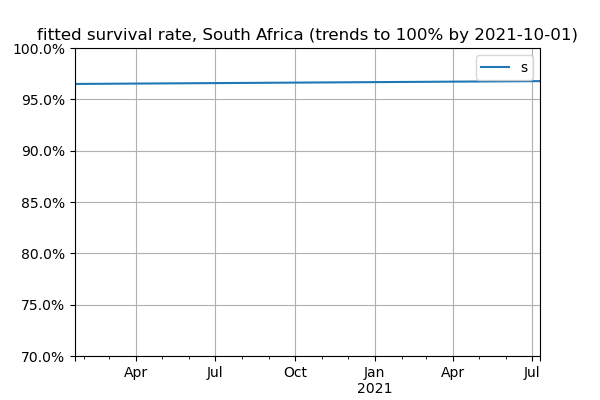 fitted survival rate, South Africa (trends to 100% by 2021-10-01)
100.0%
95.0%
90.0%
85.0%
80.0%
75.0%
70.0%
s
Apr Jul Oct Jan Apr Jul
2021